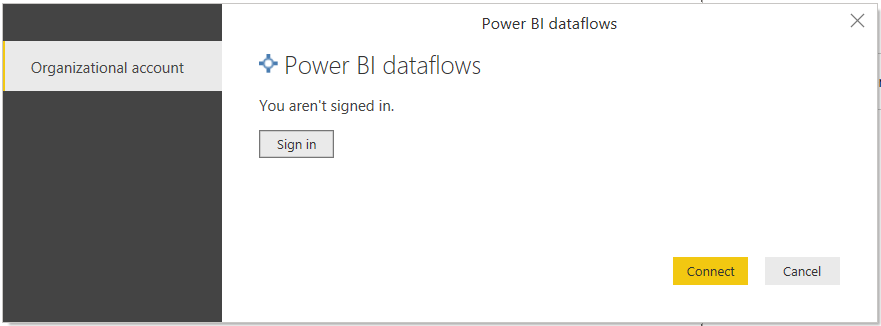 Power BI dataflows
Organizational account
Power BI dataflows
You aren't signed in.
Sign in
Connect
Cancel